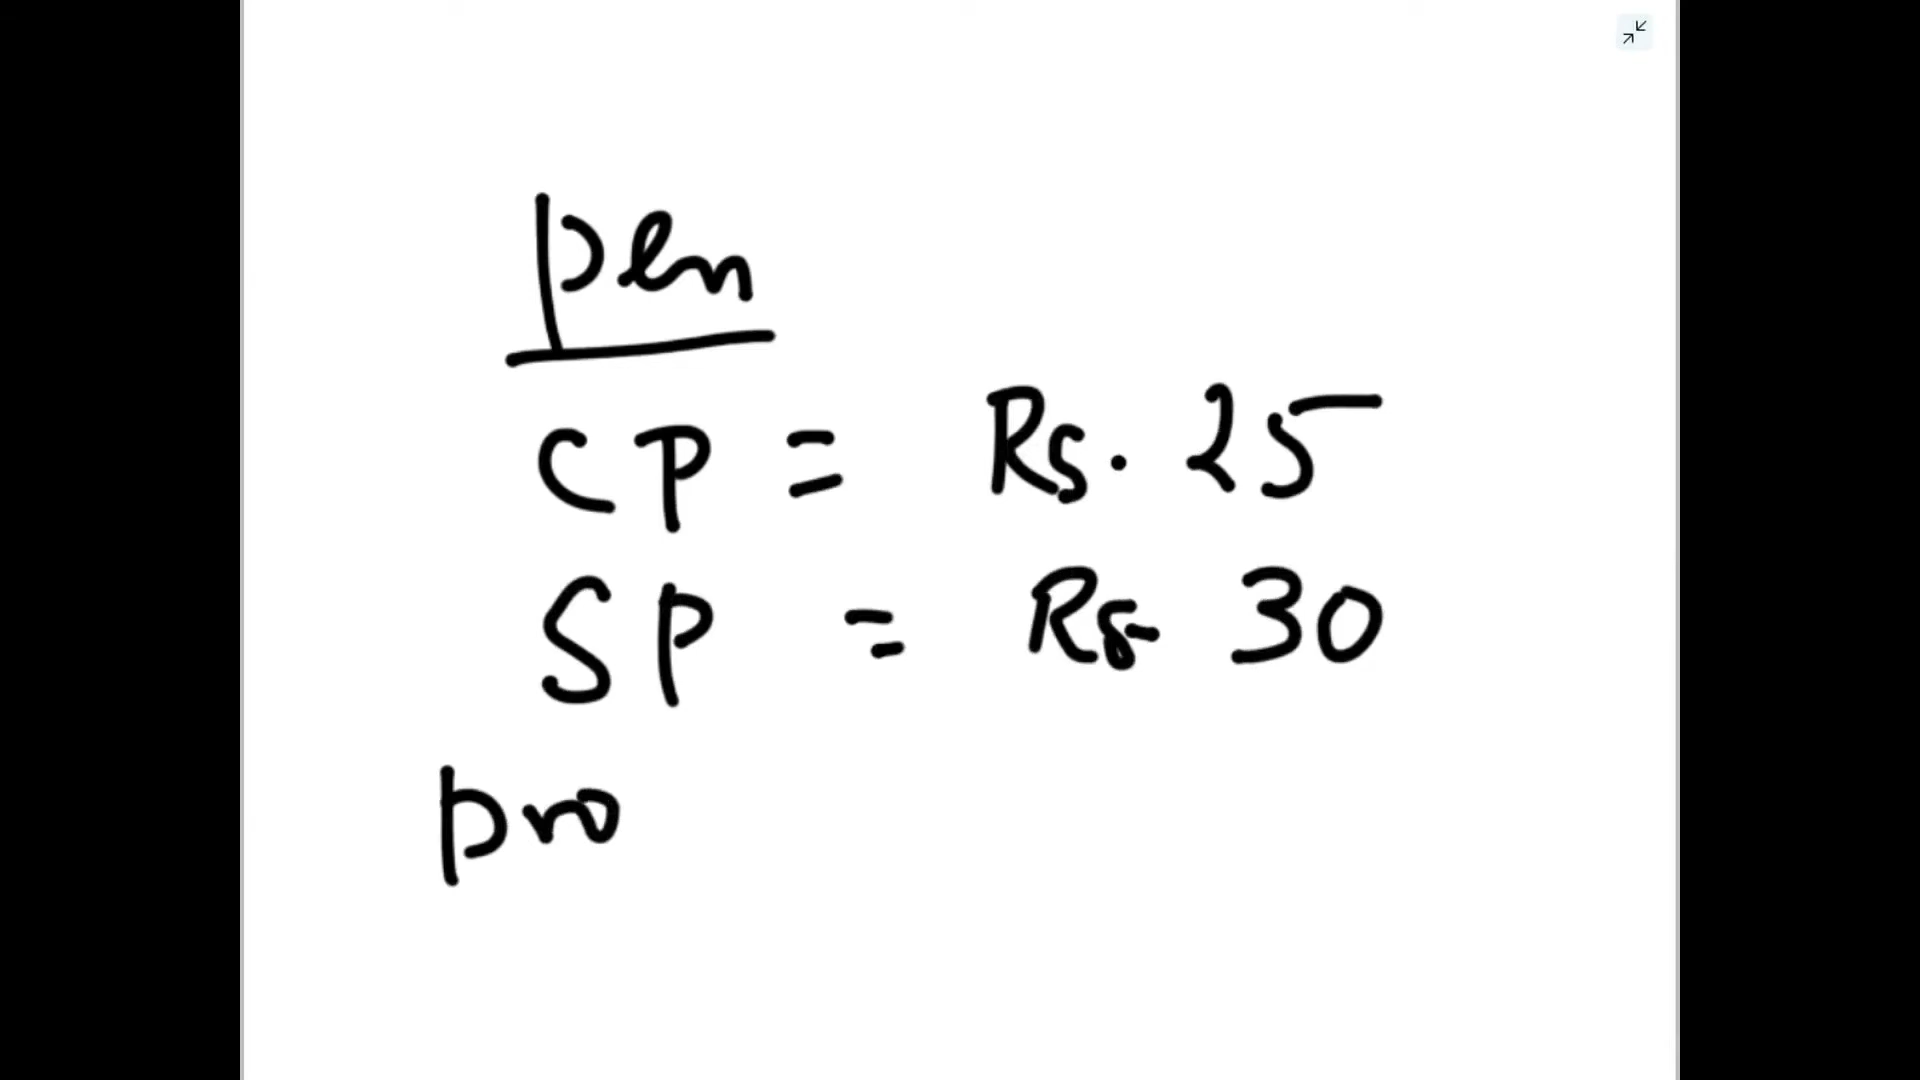 pen
CP = Rs. 25
SP = Rs. 30
pro